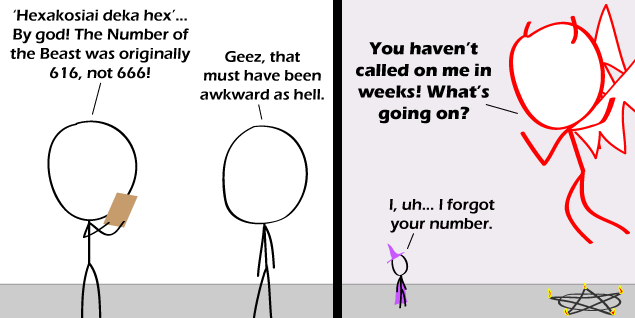 ‘Hexakosiai deka hex’...
By god! The Number of
the Beast was originally
616, not 666!
Geez, that
must have been
awkward as hell.
You haven’t
called on me in
weeks! What’s
going on?
I, uh... I forgot
your number.